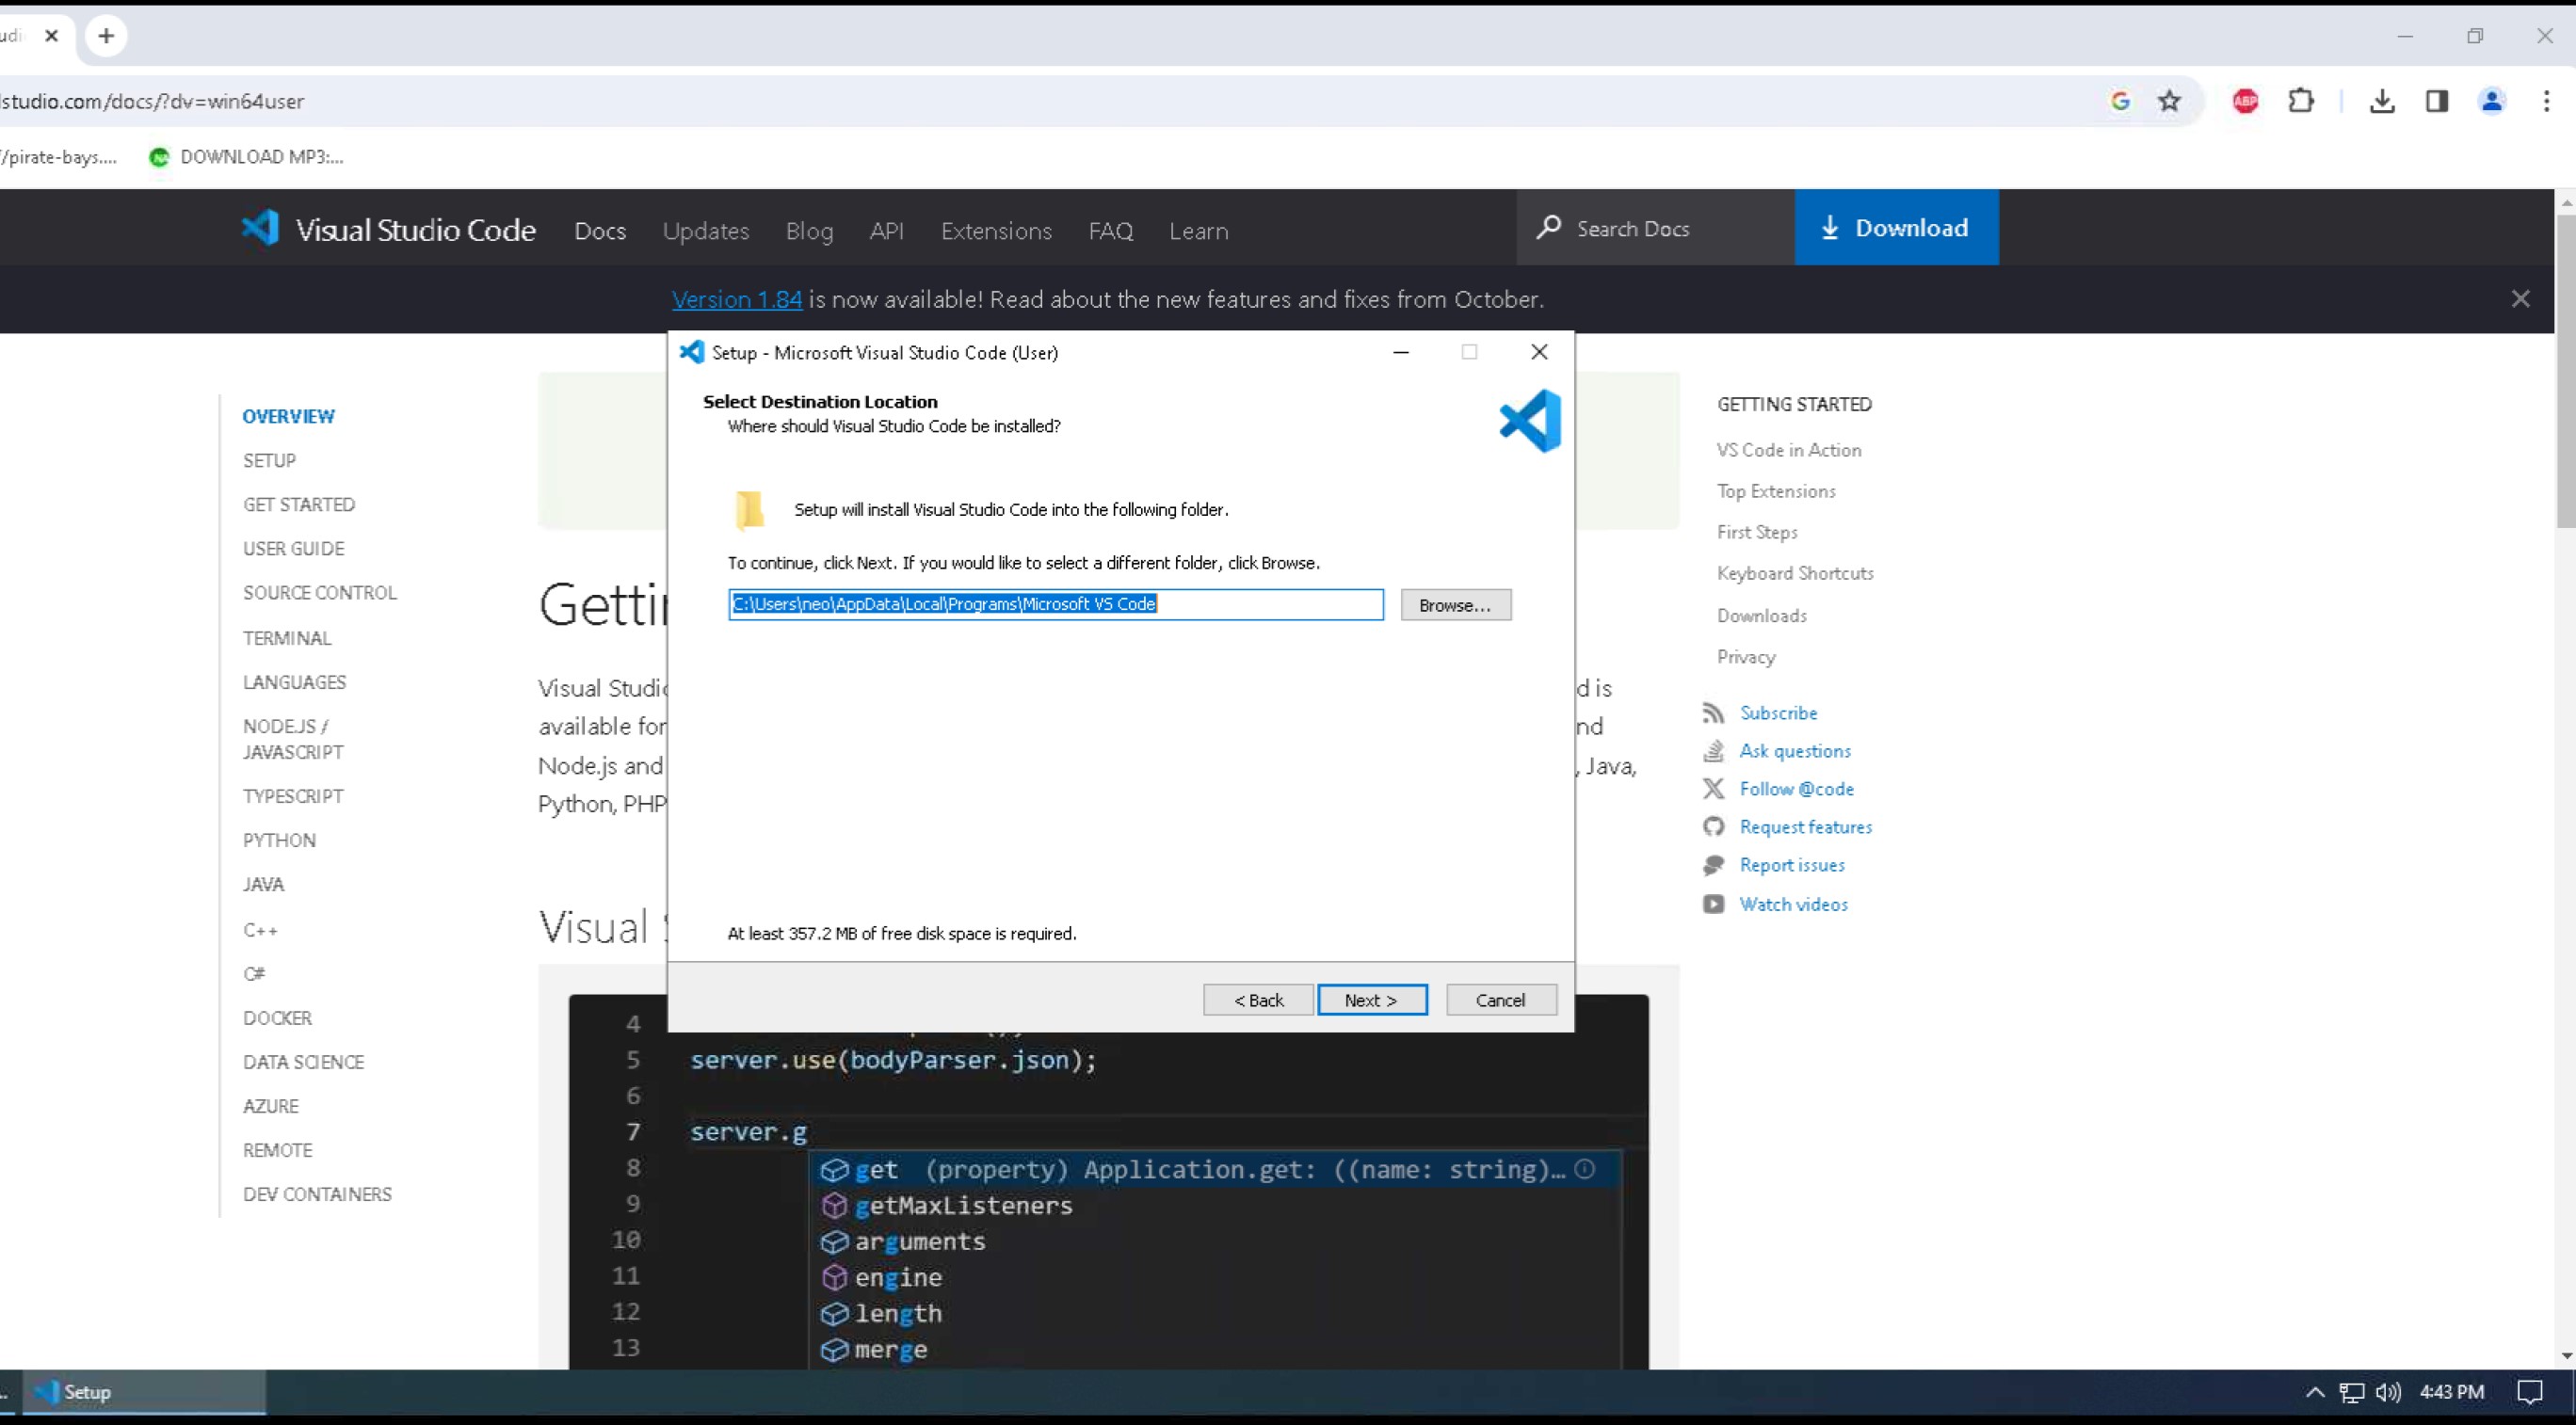 lstudio.com/docs/?dv=win64user
//pirate-bays....
DOWNLOAD MP3:...
Visual Studio Code
Docs
Updates
Blog
API
Extensions
FAQ
Learn
Search Docs
Download
Version 1.84 is now available! Read about the new features and fixes from October.
Setup - Microsoft Visual Studio Code (User)
Select Destination Location
Where should Visual Studio Code be installed?
Setup will install Visual Studio Code into the following folder.
To continue, click Next. If you would like to select a different folder, click Browse.
C:\Users\neo\AppData\Local\Programs\Microsoft VS Code
Browse...
At least 357.2 MB of free disk space is required.
< Back
Next >
Cancel
OVERVIEW
SETUP
GET STARTED
USER GUIDE
SOURCE CONTROL
TERMINAL
LANGUAGES
NODE.JS /
JAVASCRIPT
TYPESCRIPT
PYTHON
JAVA
C++
C#
DOCKER
DATA SCIENCE
AZURE
REMOTE
DEV CONTAINERS
Visual
available for
Node.js and
Python, PHP
d is
nd
, Java,
Visual
4
5 server.use(bodyParser.json);
6
7 server.g
8 get (property) Application.get: ((name: string)...
9 getMaxListeners
10 arguments
11 engine
12 length
13 merge
GETTING STARTED
VS Code in Action
Top Extensions
First Steps
Keyboard Shortcuts
Downloads
Privacy
Subscribe
Ask questions
Follow @code
Request features
Report issues
Watch videos
Setup
4:43 PM